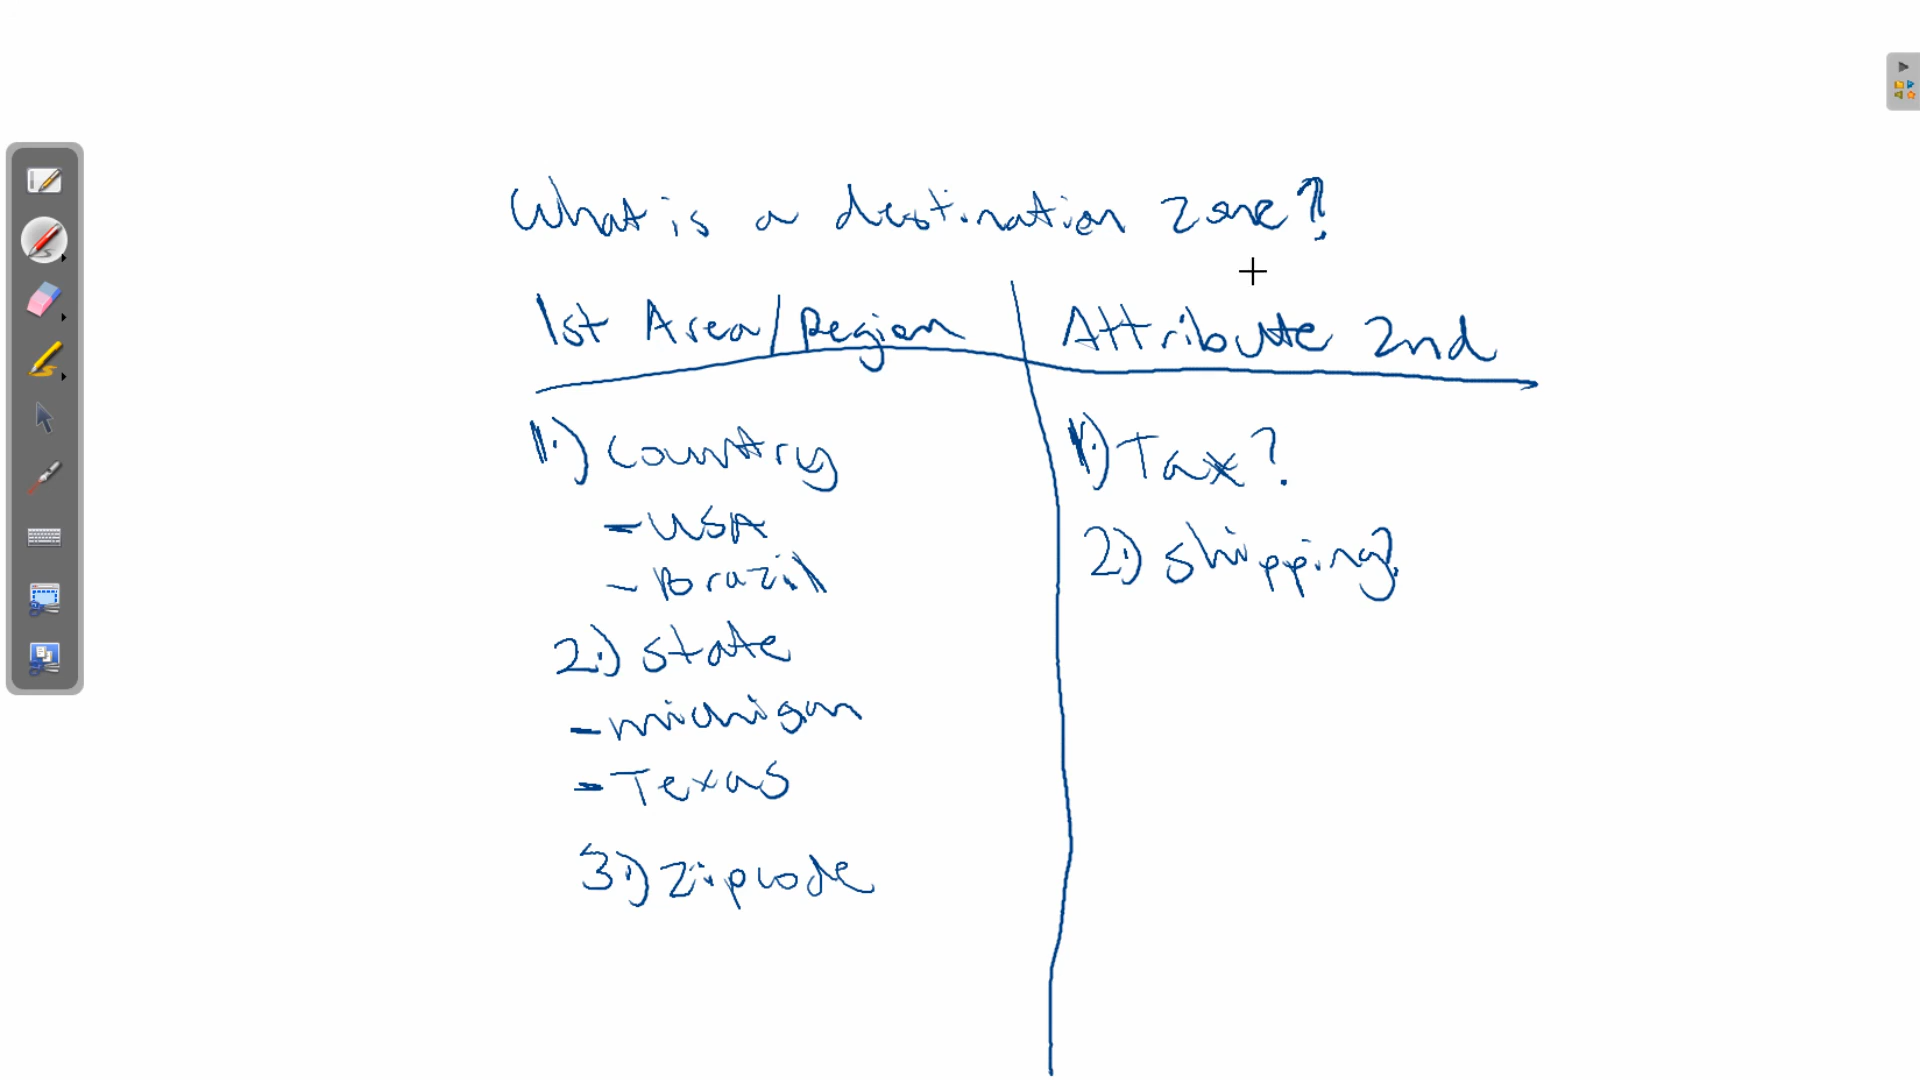 What is a destination zone?
1st Area/Region
Attribute 2nd
1.) Country
- USA
- Brazil
2.) State
- michigan
- Texas
3.) Zipcode
1.) Tax?
2.) Shipping?